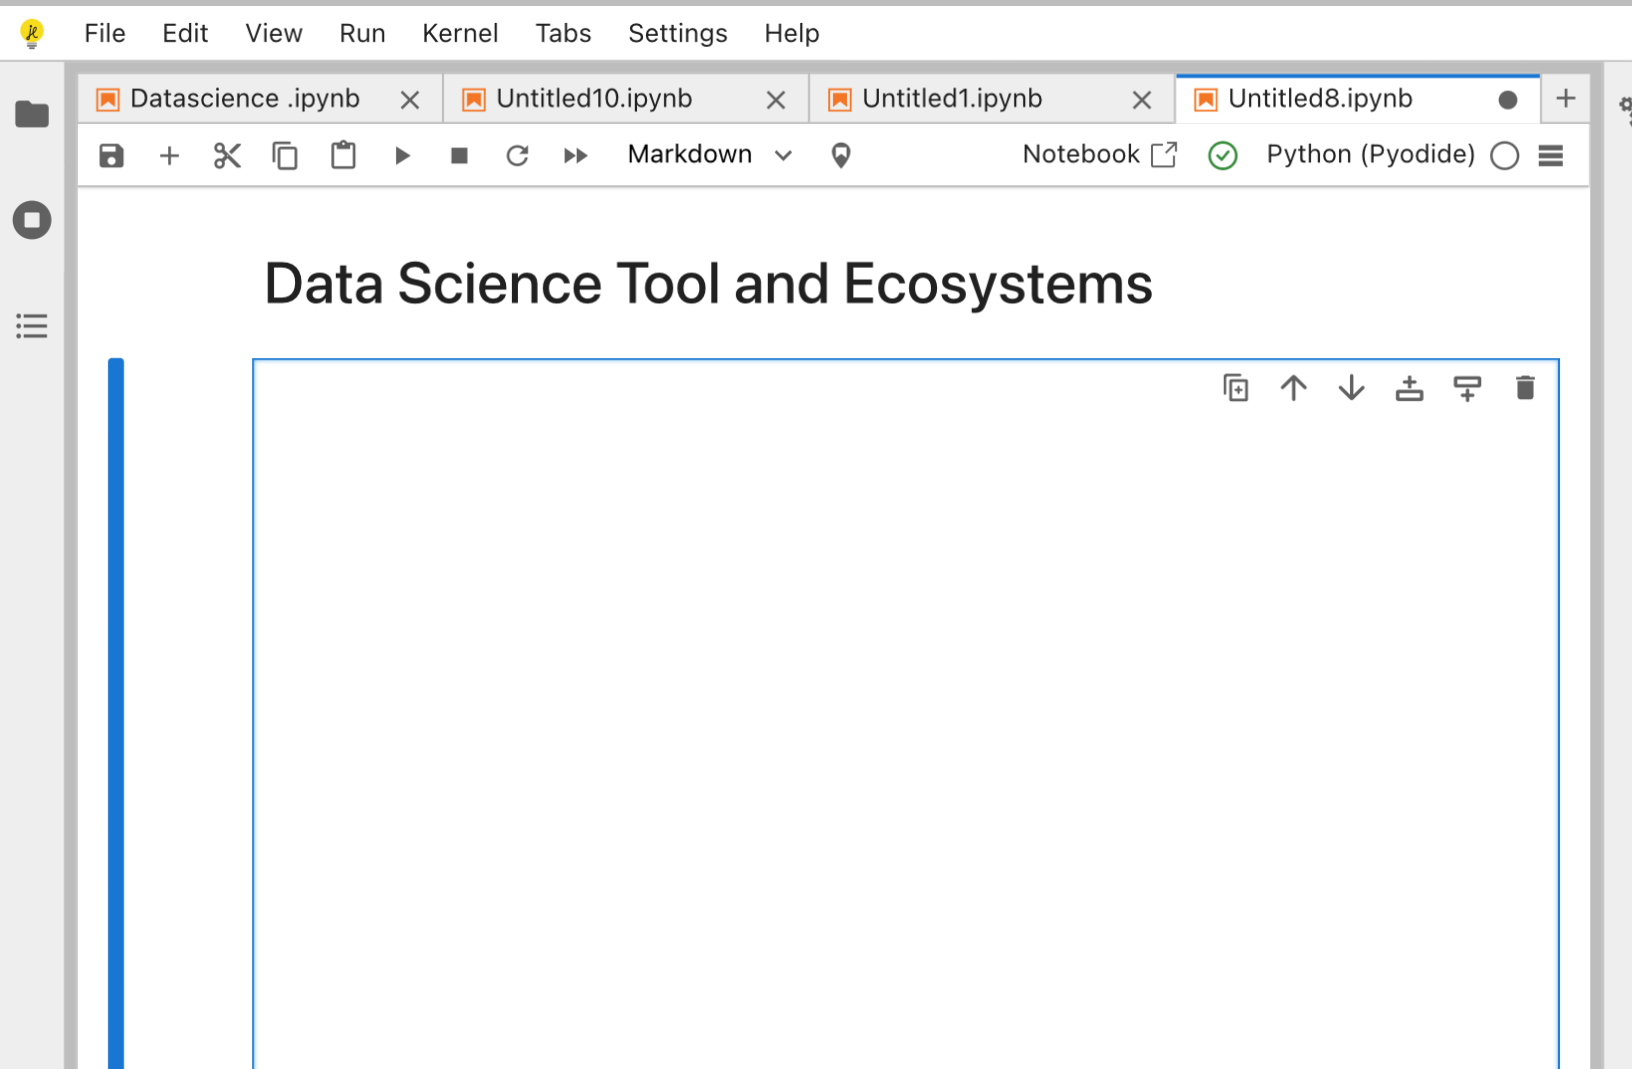 File Edit View Run Kernel Tabs Settings Help
Datascience .ipynb Untitled10.ipynb Untitled1.ipynb Untitled8.ipynb
Markdown Notebook Python (Pyodide)
Data Science Tool and Ecosystems